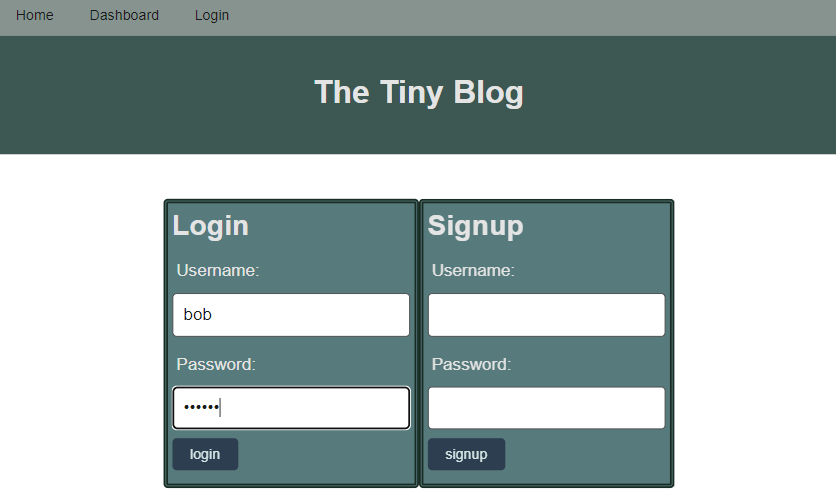 Home Dashboard Login
The Tiny Blog
Login
Username:
bob
Password:
••••••
login
Signup
Username:
Password:
signup